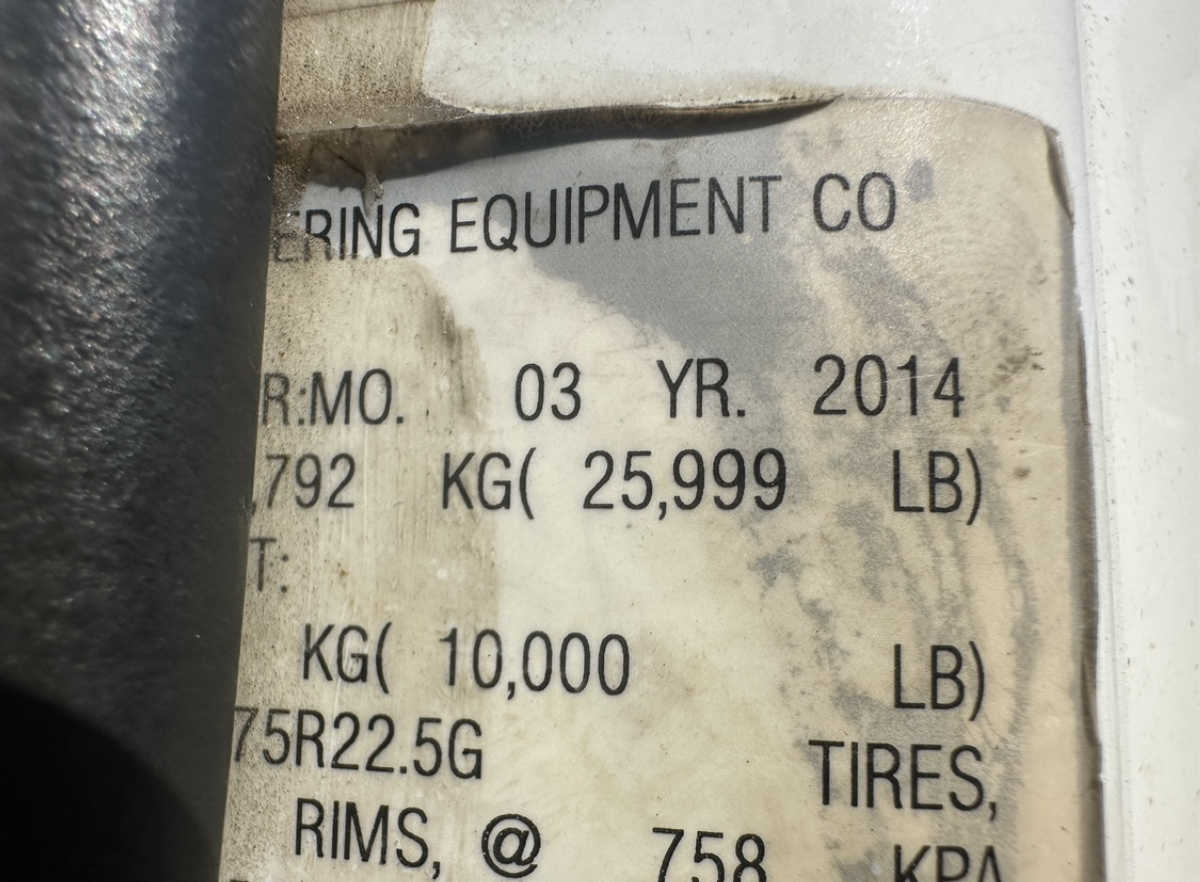 ERING EQUIPMENT CO
R:MO. 03 YR. 2014
,792 KG( 25,999 LB)
T:
KG( 10,000 LB)
75R22.5G TIRES,
RIMS, @ 758 KPA